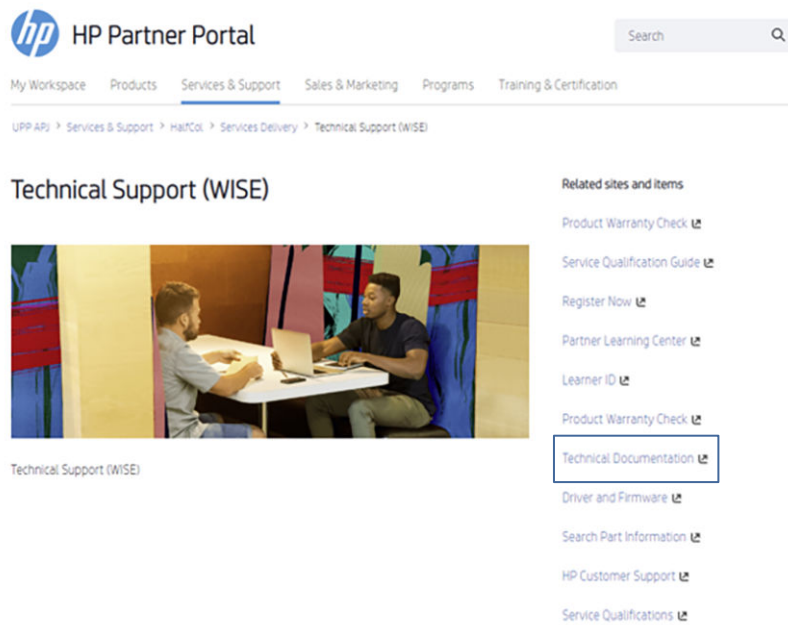 hp HP Partner Portal
Search
My Workspace Products Services & Support Sales & Marketing Programs Training & Certification
UPP APJ > Services & Support > HalfCol > Services Delivery > Technical Support (WISE)
Technical Support (WISE)
Technical Support (WISE)
Related sites and items
Product Warranty Check
Service Qualification Guide
Register Now
Partner Learning Center
Learner ID
Product Warranty Check
Technical Documentation
Driver and Firmware
Search Part Information
HP Customer Support
Service Qualifications